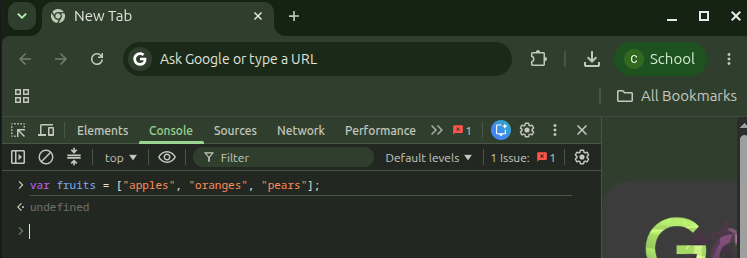 New Tab
Ask Google or type a URL
C School
All Bookmarks
Elements Console Sources Network Performance 1
top Filter Default levels 1 Issue: 1
var fruits = ["apples", "oranges", "pears"];
undefined